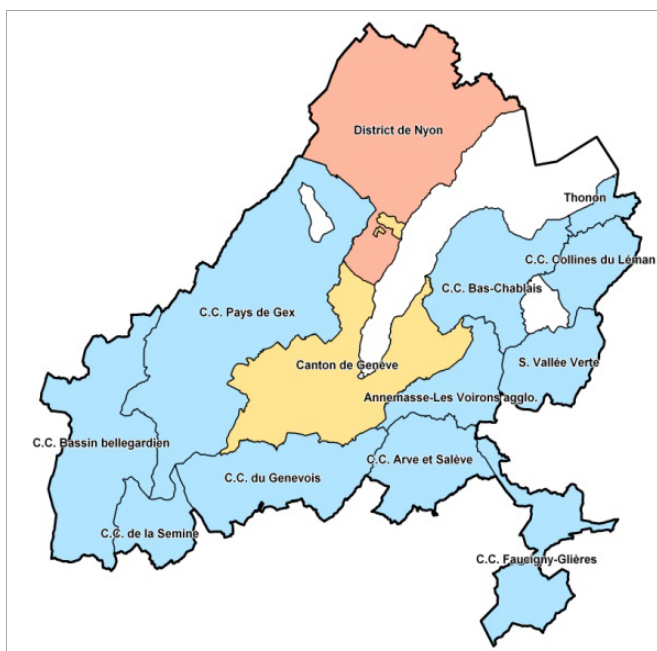 District de Nyon
Thonon
C.C. Collines du Léman
C.C. Bas-Chablais
C.C. Pays de Gex
S. Vallée Verte
Canton de Genève
Annemasse-Les Voirons agglo.
C.C. Bassin bellegardien
C.C. Arve et Salève
C.C. du Genevois
C.C. de la Semine
C.C. Faucigny-Glières